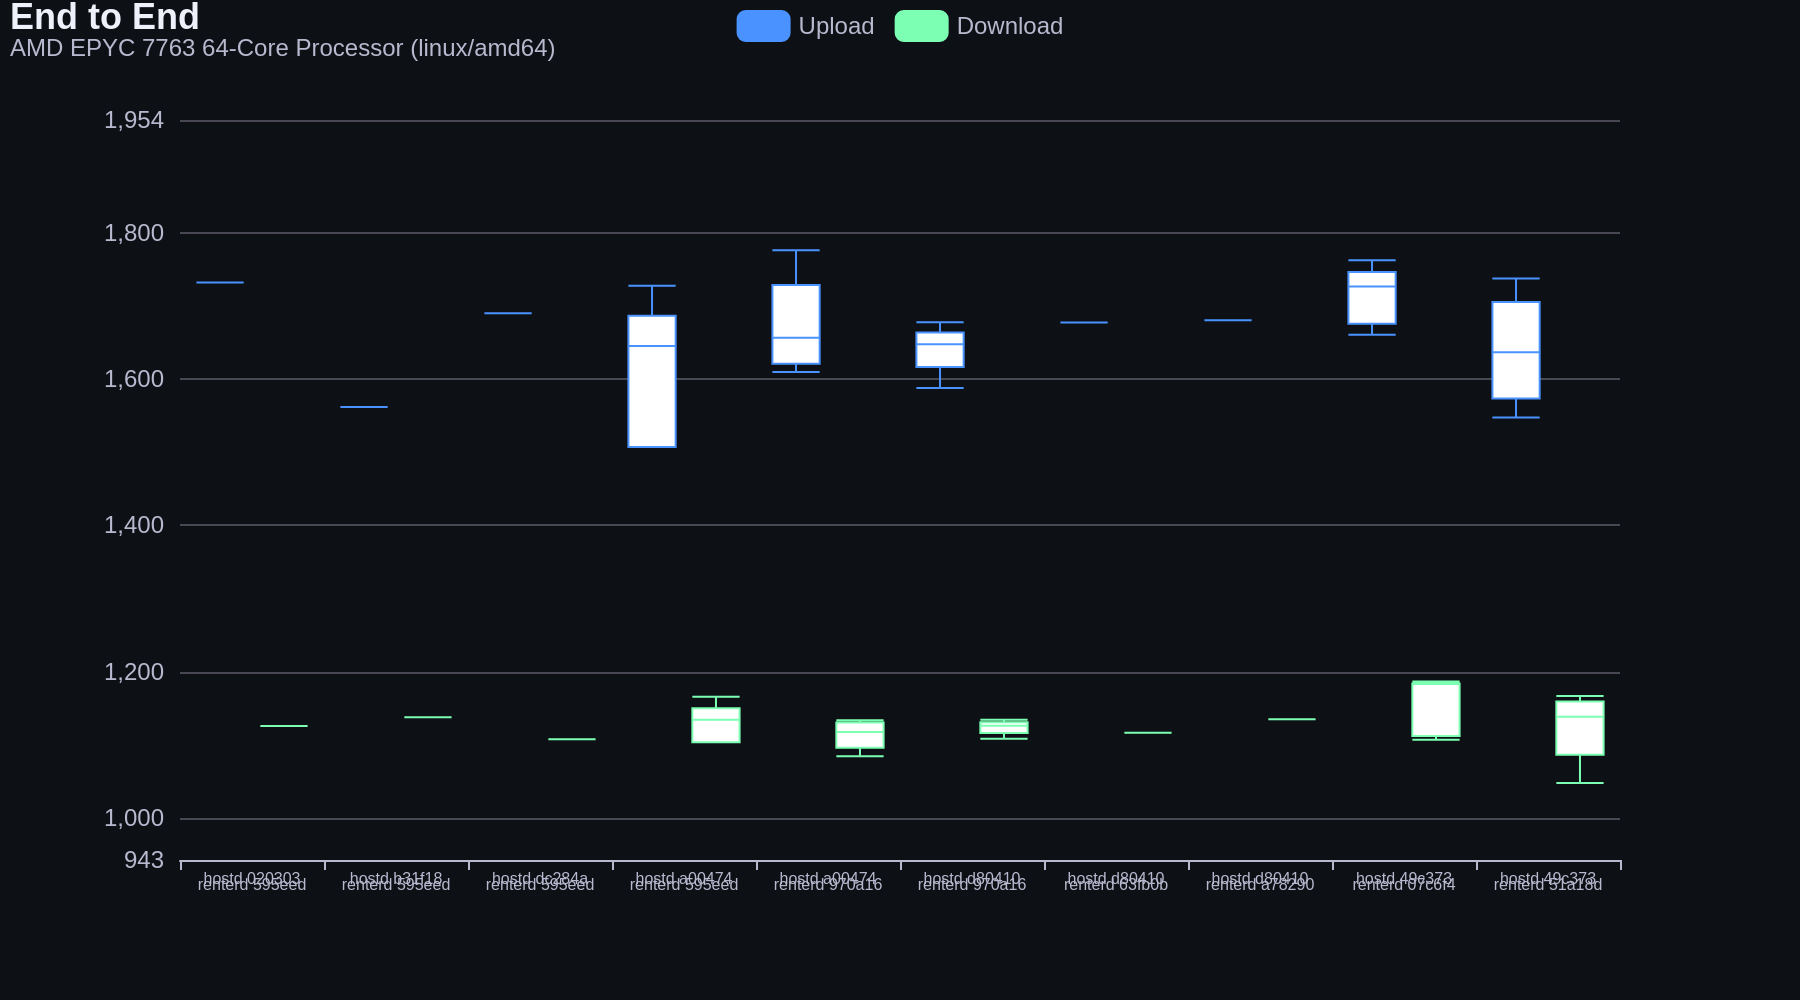 End to End
AMD EPYC 7763 64-Core Processor (linux/amd64)
Upload
Download
1,954
1,800
1,600
1,400
1,200
1,000
943
hostd 020303
renterd 595eed
hostd b31f18
renterd 595eed
hostd dc284a
renterd 595eed
hostd a00474
renterd 595eed
hostd a00474
renterd 970a16
hostd d80410
renterd 970a16
hostd d80410
renterd 63fb0b
hostd d80410
renterd a78290
hostd 49c373
renterd 07c6f4
hostd 49c373
renterd 51a18d